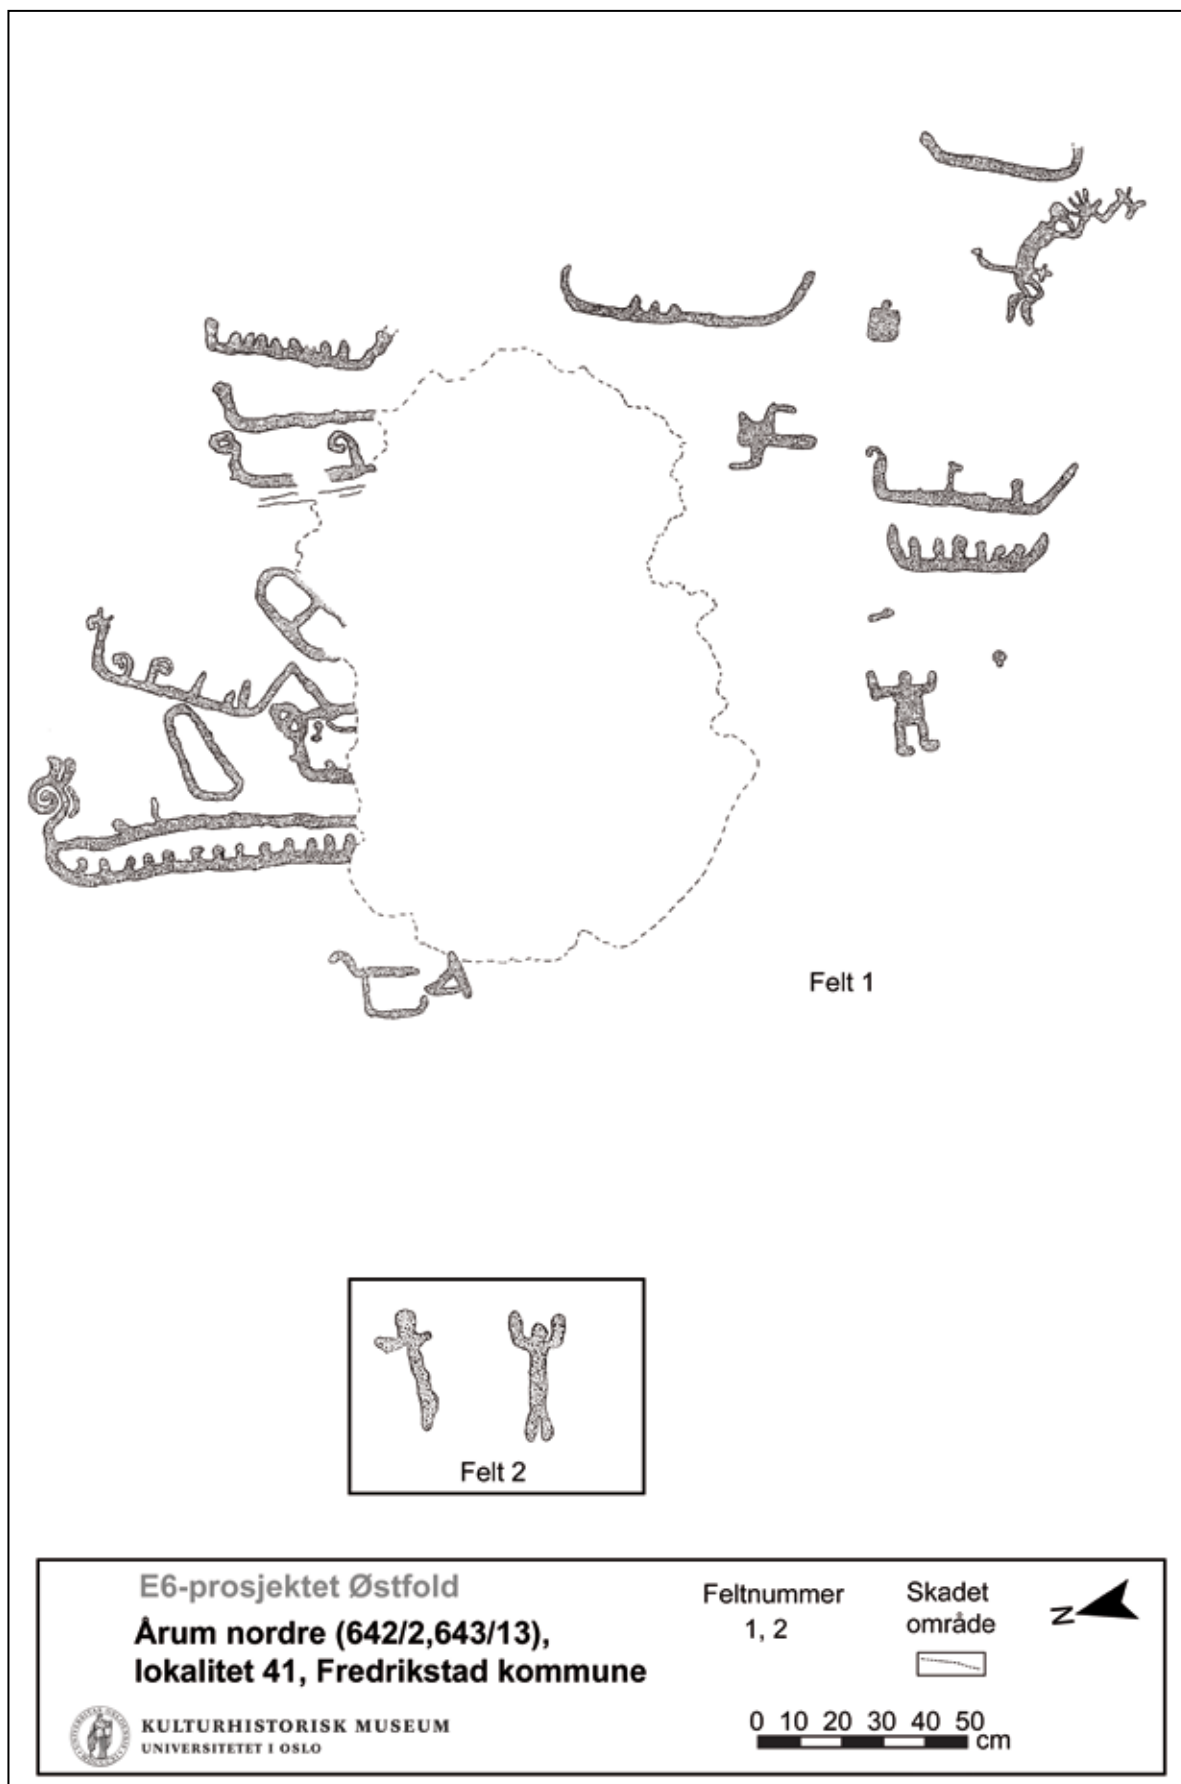 Felt 1
Felt 2
E6-prosjektet Østfold
Årum nordre (642/2,643/13),
lokalitet 41, Fredrikstad kommune
KULTURHISTORISK MUSEUM
UNIVERSITETET I OSLO
Feltnummer
1, 2
Skadet
område
N
0 10 20 30 40 50
cm